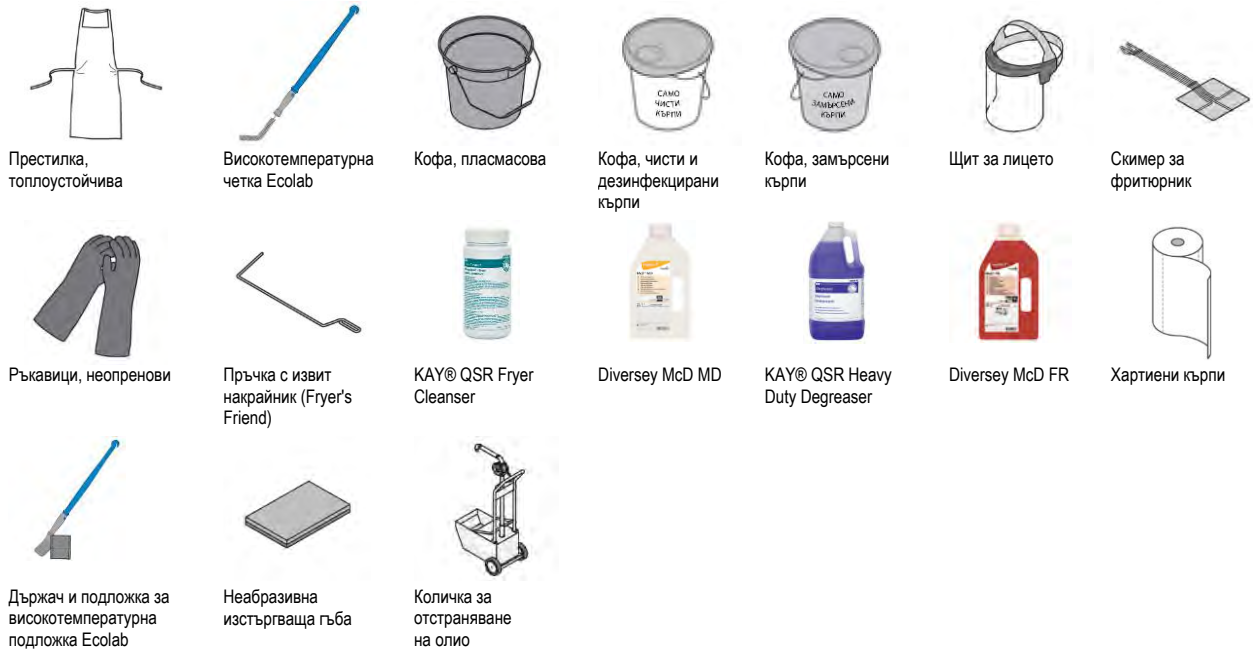 САМО
ЧИСТИ
КЪРПИ
САМО
ЗАМЪРСЕНИ
КЪРПИ
Престилка,
топлоустойчива
Високотемпературна
четка Ecolab
Кофа, пласмасова
Кофа, чисти и
дезинфекцирани
кърпи
Кофа, замърсени
кърпи
Щит за лицето
Скимер за
фритюрник
Ръкавици, неопренови
Пръчка с извит
накрайник (Fryer's
Friend)
KAY® QSR Fryer
Cleanser
Diversey McD MD
KAY® QSR Heavy
Duty Degreaser
Diversey McD FR
Хартиени кърпи
Държач и подложка за
високотемпературна
подложка Ecolab
Неабразивна
изстъргваща гъба
Количка за
отстраняване
на олио